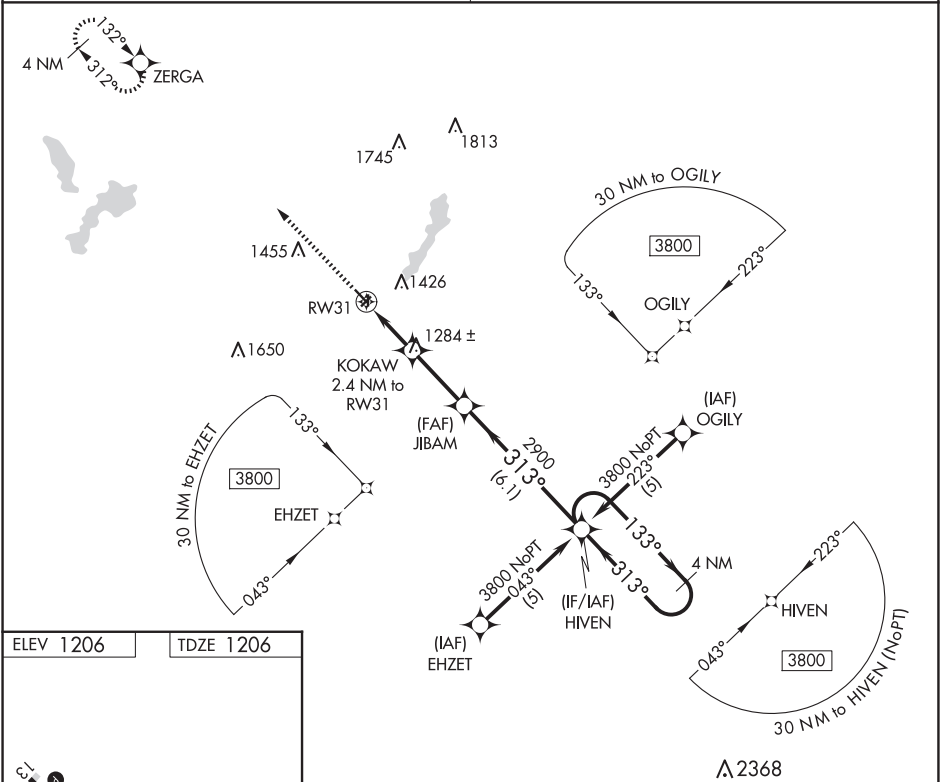 132°
4 NM
312°
ZERGA
1745
1813
30 NM to OGILY
3800
133°
223°
OGILY
1455
1426
RW31
1284 ±
1650
KOKAW
2.4 NM to
RW31
(FAF)
JIBAM
(IAF)
OGILY
2900
313°
(6.1)
3800 NoPT
223°
(5)
30 NM to EHZET
133°
3800
EHZET
043°
133°
4 NM
313°
3800 NoPT
043°
(5)
(IF/IAF)
HIVEN
(IAF)
EHZET
223°
HIVEN
043°
3800
30 NM to HIVEN (NoPT)
ELEV 1206
TDZE 1206
13
2368